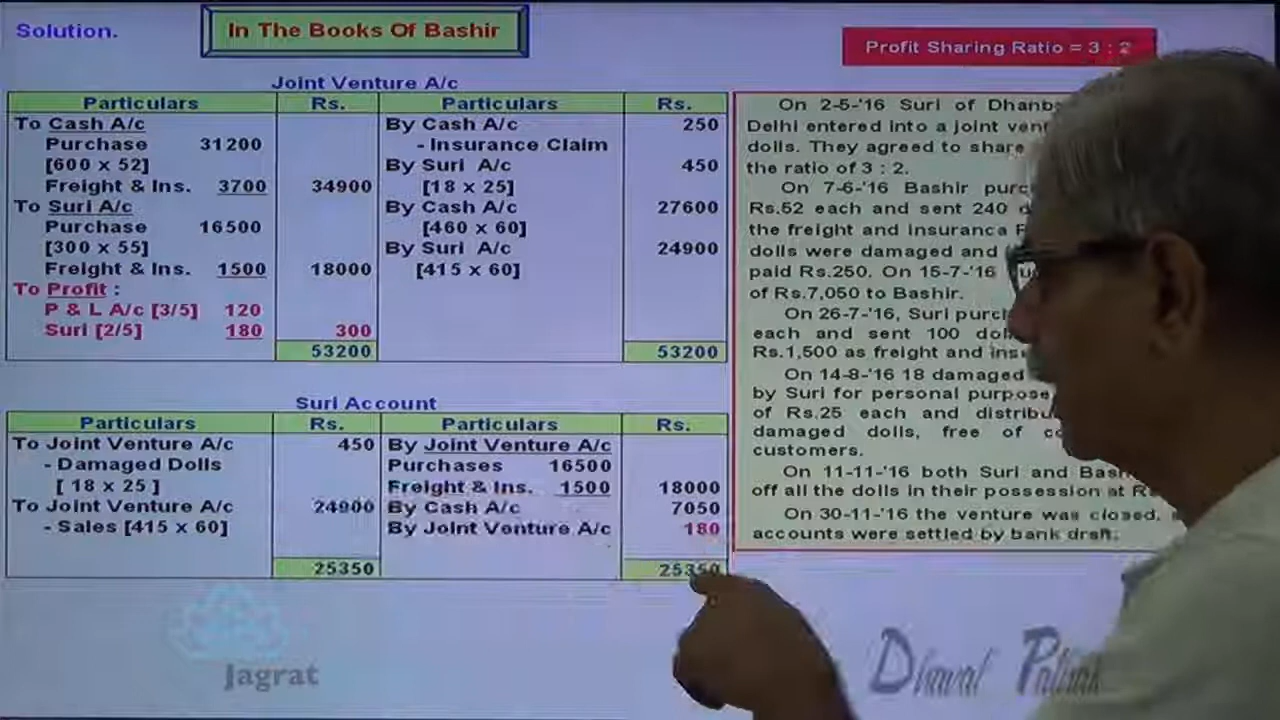 Solution.
In The Books Of Bashir
Profit Sharing Ratio = 3 : 2
Joint Venture A/c
Particulars Rs. Particulars Rs.
To Cash A/c By Cash A/c 250
Purchase 31200 - Insurance Claim
[600 x 52] By Suri A/c 450
Freight & Ins. 3700 34900 [18 x 25]
To Suri A/c By Cash A/c 27600
Purchase 16500 [460 x 60]
[300 x 55] By Suri A/c 24900
Freight & Ins. 1500 18000 [415 x 60]
To Profit :
P & L A/c [3/5] 120
Suri [2/5] 180 300
53200 53200
Suri Account
Particulars Rs. Particulars Rs.
To Joint Venture A/c 450 By Joint Venture A/c
- Damaged Dolls Purchases 16500
[ 18 x 25 ] Freight & Ins. 1500 18000
To Joint Venture A/c 24900 By Cash A/c 7050
- Sales [415 x 60] By Joint Venture A/c 180
25350 25350
On 2-5-'16 Suri of
Delhi entered into a joint
dolls. They agreed to share
the ratio of 3 : 2.
On 7-6-'16 Bashir
Rs.52 each and sent 240
the freight and insuranca
dolls were damaged and
paid Rs.250. On 15-7-'16
of Rs.7,050 to Bashir.
On 26-7-'16, Suri
each and sent 100
Rs.1,500 as freight and
On 14-8-'16 18 damaged
by Suri for personal
of Rs.25 each and
damaged dolls, free of
customers.
On 11-11-'16 both Suri and
off all the dolls in their possession at
On 30-11-'16 the venture was closed,
accounts were settled by bank draft.
Jagrat
Dhawal Pathak